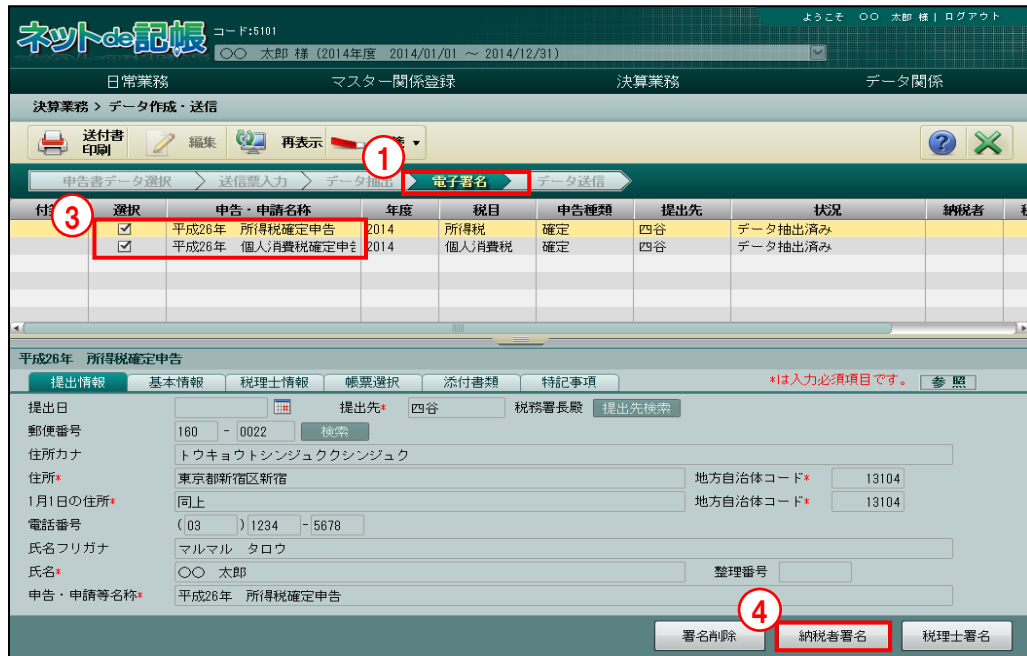 ようこそ 〇〇 太郎 様 | ログアウト
ネットde記帳 コード:5101
〇〇 太郎 様 (2014年度 2014/01/01 ～ 2014/12/31)
日常業務 マスター関係登録 決算業務 データ関係
決算業務 > データ作成・送信
送付書印刷 編集 再表示
申告書データ選択 送信票入力 データ抽出 ① 電子署名 データ送信
選択 申告・申請名称 年度 税目 申告種類 提出先 状況 納税者
③ 平成26年 所得税確定申告 2014 所得税 確定 四谷 データ抽出済み
平成26年 個人消費税確定申告 2014 個人消費税 確定 四谷 データ抽出済み
平成26年 所得税確定申告
提出情報 基本情報 税理士情報 帳票選択 添付書類 特記事項 *は入力必須項目です。 参照
提出日 提出先* 四谷 税務署長殿 提出先検索
郵便番号 160 - 0022 検索
住所カナ トウキョウトシンジュククシンジュク
住所* 東京都新宿区新宿 地方自治体コード* 13104
1月1日の住所* 同上 地方自治体コード* 13104
電話番号 (03 ) 1234 - 5678
氏名フリガナ マルマル タロウ
氏名* 〇〇 太郎 整理番号
申告・申請等名称* 平成26年 所得税確定申告
署名削除 ④ 納税者署名 税理士署名